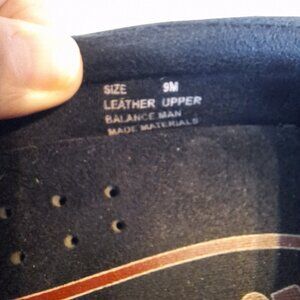 SIZE 9M
LEATHER UPPER
BALANCE MAN
MADE MATERIALS